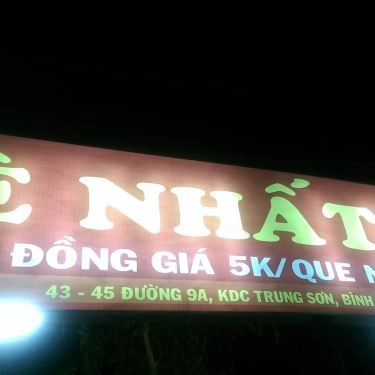 Ề NHẤT
ĐỒNG GIÁ 5K/ QUE
43 - 45 ĐƯỜNG 9A, KDC TRUNG SƠN, BÌNH